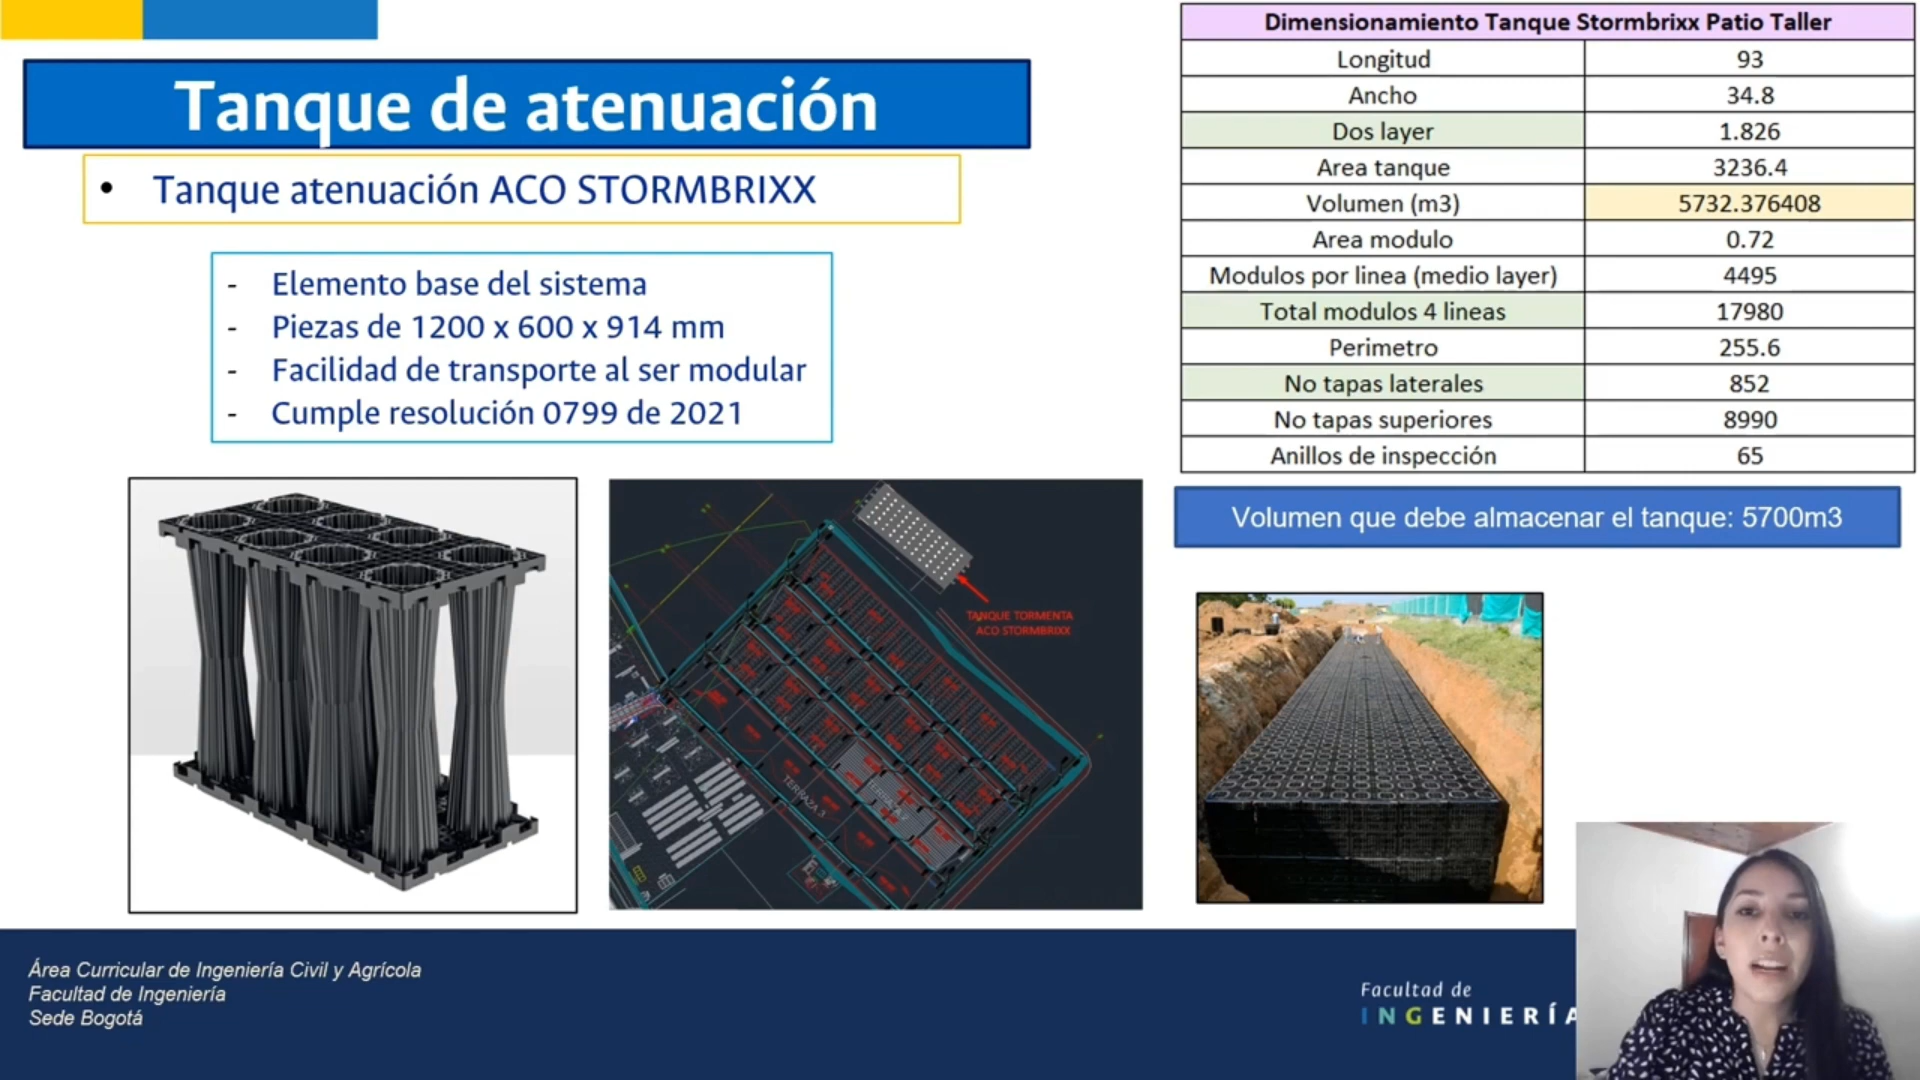 Tanque de atenuación
• Tanque atenuación ACO STORMBRIXX
- Elemento base del sistema
- Piezas de 1200 x 600 x 914 mm
- Facilidad de transporte al ser modular
- Cumple resolución 0799 de 2021
Dimensionamiento Tanque Stormbrixx Patio Taller
Longitud 93
Ancho 34.8
Dos layer 1.826
Area tanque 3236.4
Volumen (m3) 5732.376408
Area modulo 0.72
Modulos por linea (medio layer) 4495
Total modulos 4 lineas 17980
Perimetro 255.6
No tapas laterales 852
No tapas superiores 8990
Anillos de inspección 65
Volumen que debe almacenar el tanque: 5700m3
TANQUE TORMENTA
ACO STORMBRIXX
TERRAZA 3
Área Curricular de Ingeniería Civil y Agrícola
Facultad de Ingeniería
Sede Bogotá
Facultad de
INGENIERÍA